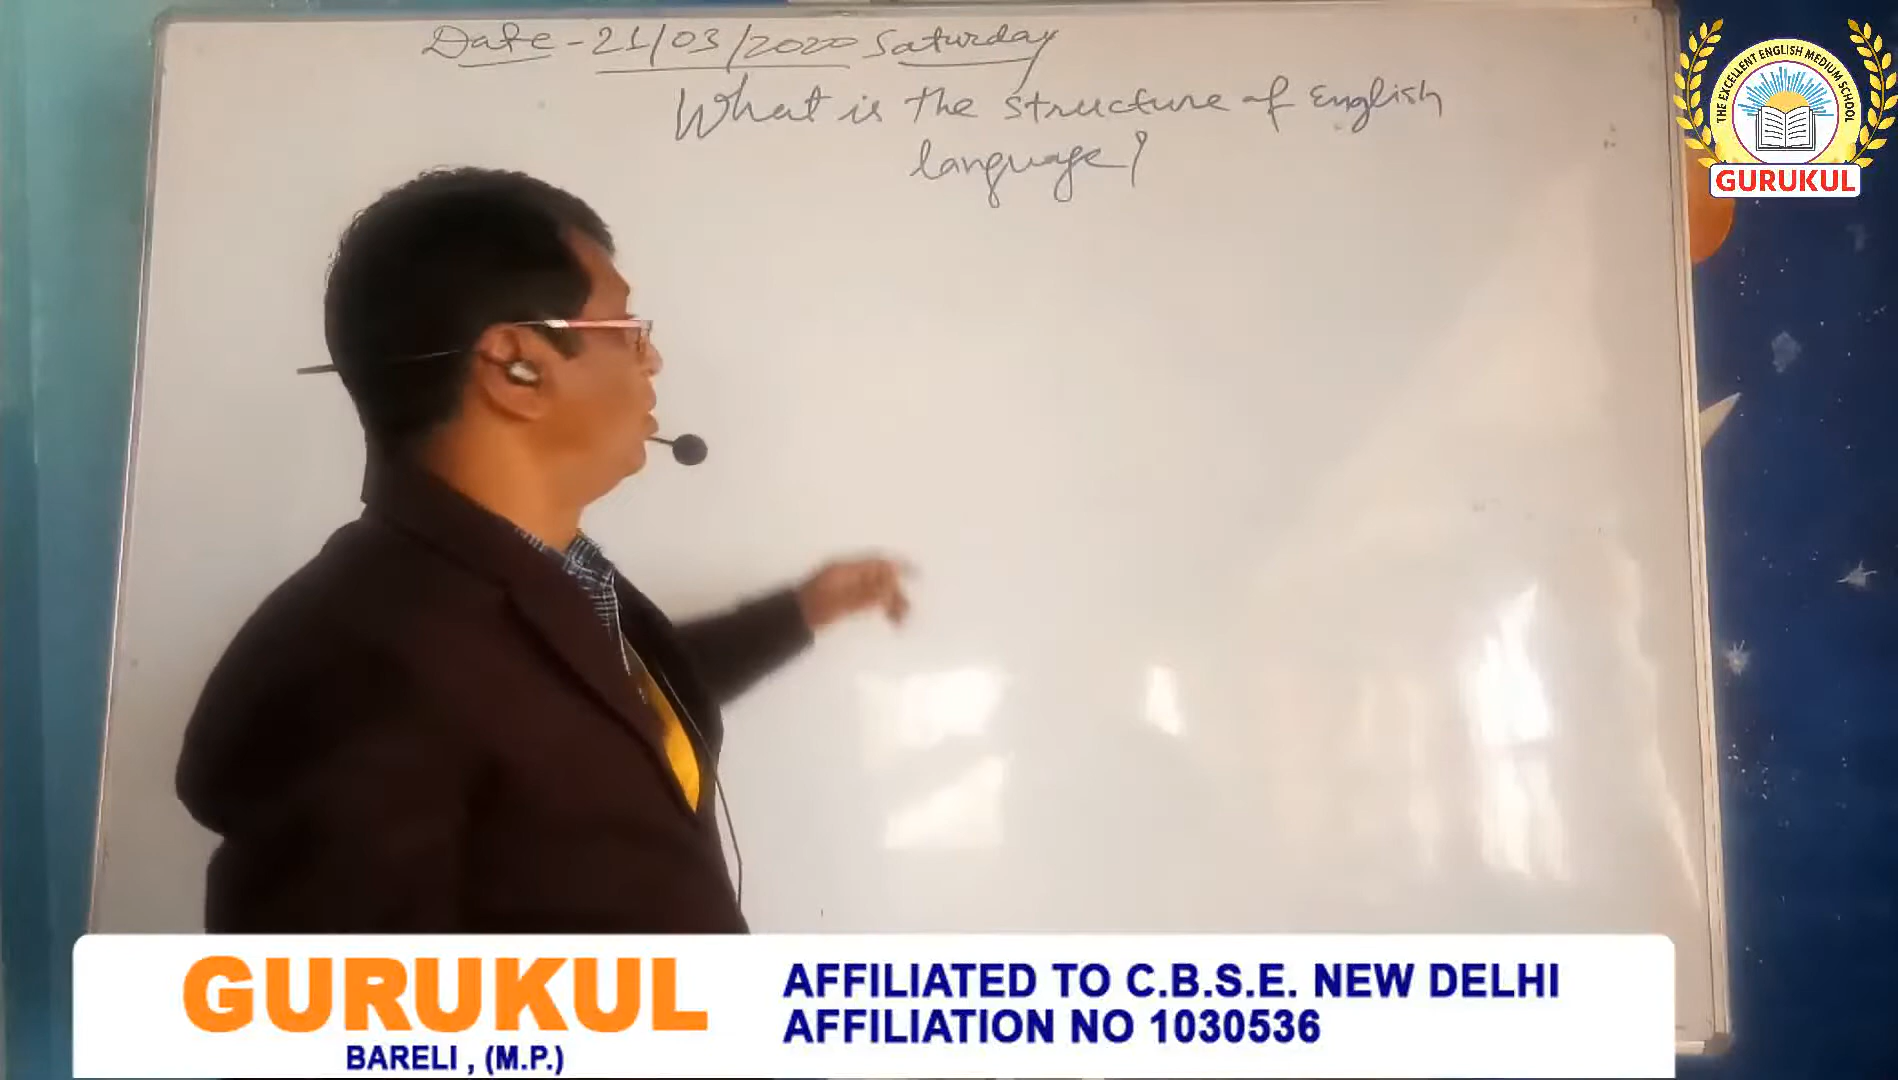 Date - 21/03/2020 Saturday
What is the structure of English
language?
THE EXCELLENT ENGLISH MEDIUM SCHOOL
GURUKUL
GURUKUL
BARELI , (M.P.)
AFFILIATED TO C.B.S.E. NEW DELHI
AFFILIATION NO 1030536